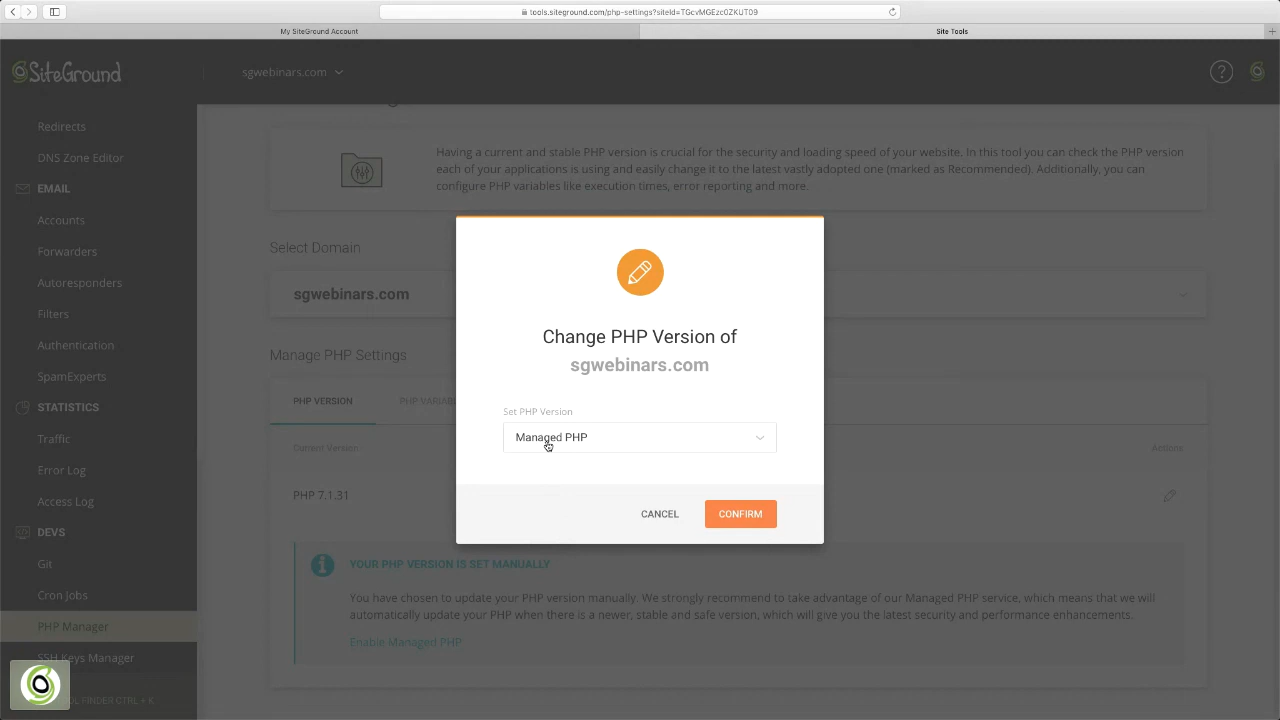 tools.siteground.com/php-settings?siteId=TGcvMGEzc0ZKUT09
My SiteGround Account
Site Tools
SiteGround
sgwebinars.com
?
Redirects
DNS Zone Editor
EMAIL
Accounts
Forwarders
Autoresponders
Filters
Authentication
SpamExperts
STATISTICS
Traffic
Error Log
Access Log
DEVS
Git
Cron Jobs
PHP Manager
SSH Keys Manager
FINDER CTRL + K
Having a current and stable PHP version is crucial for the security and loading speed of your website. In this tool you can check the PHP version
each of your applications is using and easily change it to the latest vastly adopted one (marked as Recommended). Additionally, you can
configure PHP variables like execution times, error reporting and more.
Select Domain
sgwebinars.com
Manage PHP Settings
PHP VERSION
Current Version
Actions
PHP 7.1.31
YOUR PHP VERSION IS SET MANUALLY
You have chosen to update your PHP version manually. We strongly recommend to take advantage of our Managed PHP service, which means that we will
automatically update your PHP when there is a newer, stable and safe version, which will give you the latest security and performance enhancements.
Enable Managed PHP
Change PHP Version of
sgwebinars.com
Set PHP Version
Managed PHP
CANCEL
CONFIRM